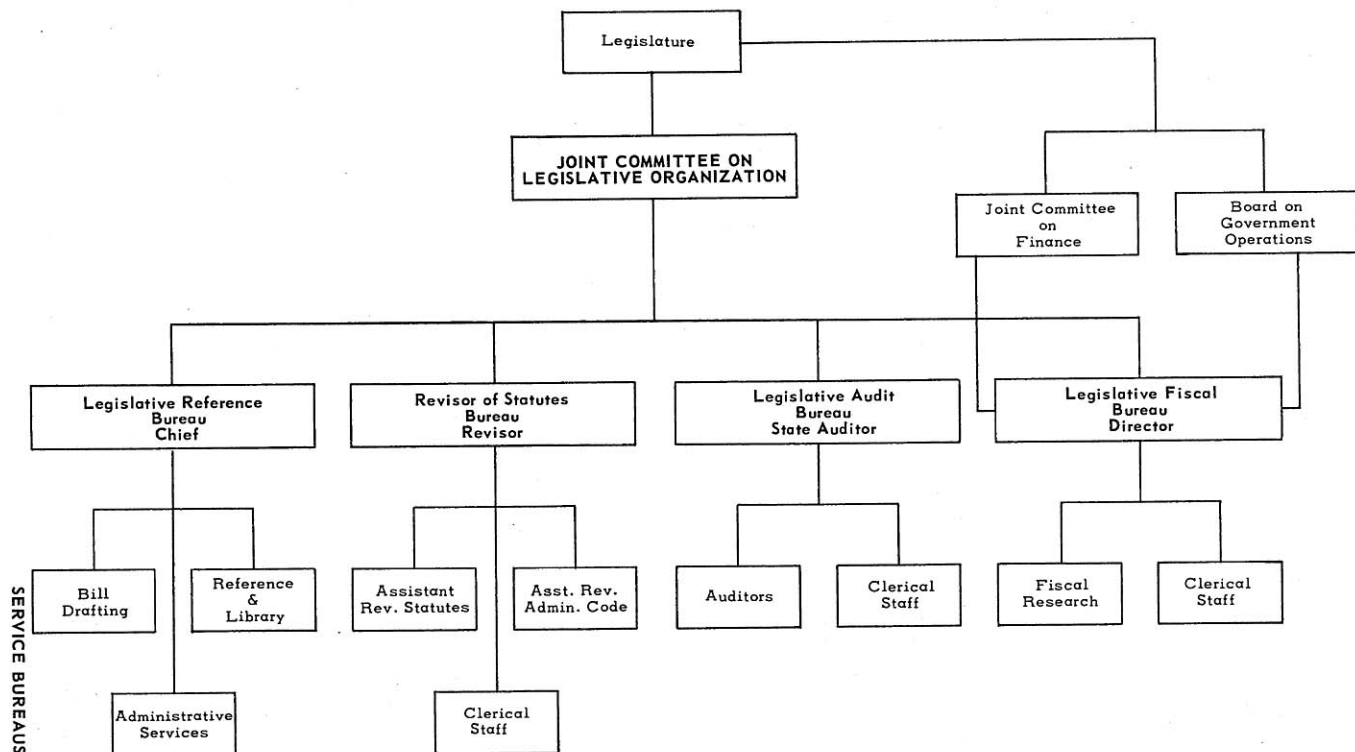 Legislature
JOINT COMMITTEE ON
LEGISLATIVE ORGANIZATION
Joint Committee
on
Finance
Board on
Government
Operations
Legislative Reference
Bureau
Chief
Revisor of Statutes
Bureau
Revisor
Legislative Audit
Bureau
State Auditor
Legislative Fiscal
Bureau
Director
Bill
Drafting
Reference
&
Library
Assistant
Rev. Statutes
Asst. Rev.
Admin. Code
Auditors
Clerical
Staff
Fiscal
Research
Clerical
Staff
Administrative
Services
Clerical
Staff
SERVICE BUREAUS